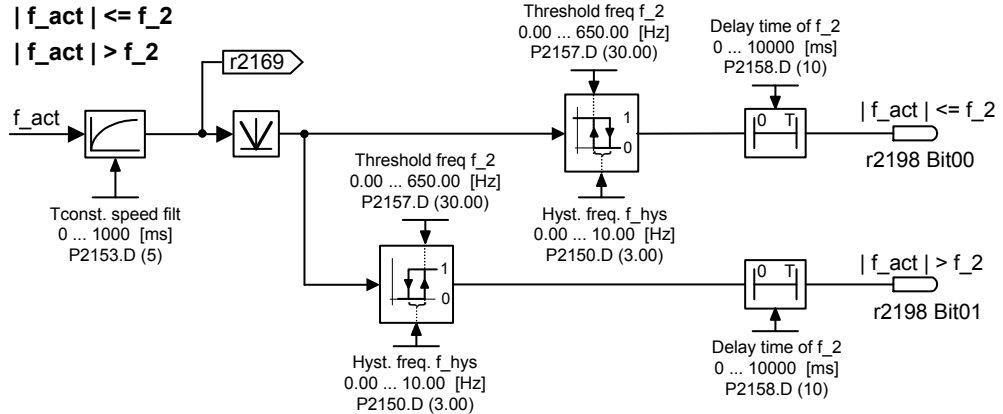 | f_act | <= f_2
| f_act | > f_2
r2169
f_act
Tconst. speed filt
0 ... 1000 [ms]
P2153.D (5)
Threshold freq f_2
0.00 ... 650.00 [Hz]
P2157.D (30.00)
1
0
Hyst. freq. f_hys
0.00 ... 10.00 [Hz]
P2150.D (3.00)
Delay time of f_2
0 ... 10000 [ms]
P2158.D (10)
0 T
| f_act | <= f_2
r2198 Bit00
Threshold freq f_2
0.00 ... 650.00 [Hz]
P2157.D (30.00)
1
0
Hyst. freq. f_hys
0.00 ... 10.00 [Hz]
P2150.D (3.00)
0 T
Delay time of f_2
0 ... 10000 [ms]
P2158.D (10)
| f_act | > f_2
r2198 Bit01